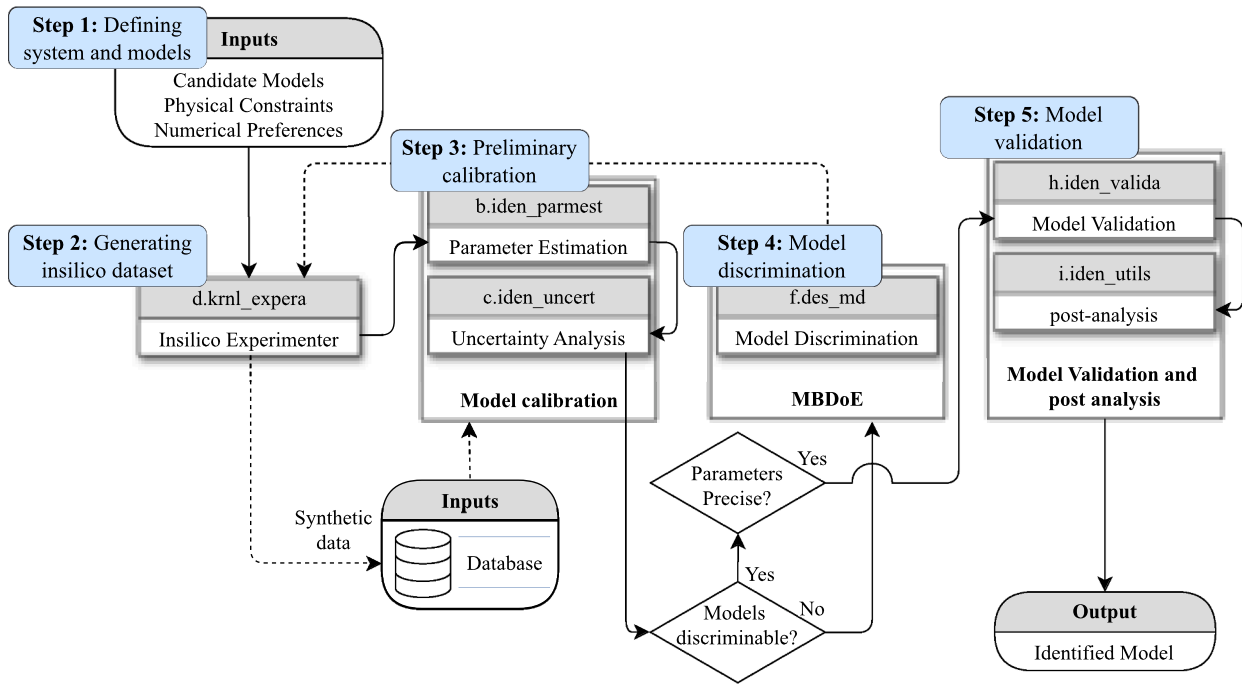 Step 1: Defining
system and models
Inputs
Candidate Models
Physical Constraints
Numerical Preferences
Step 2: Generating
insilico dataset
d.krnl_expera
Insilico Experimenter
Step 3: Preliminary
calibration
b.iden_parmest
Parameter Estimation
c.iden_uncert
Uncertainty Analysis
Model calibration
Synthetic
data
Inputs
Database
Step 4: Model
discrimination
f.des_md
Model Discrimination
MBDoE
Parameters
Precise?
Yes
Yes
Models
discriminable?
No
Step 5: Model
validation
h.iden_valida
Model Validation
i.iden_utils
post-analysis
Model Validation and
post analysis
Output
Identified Model